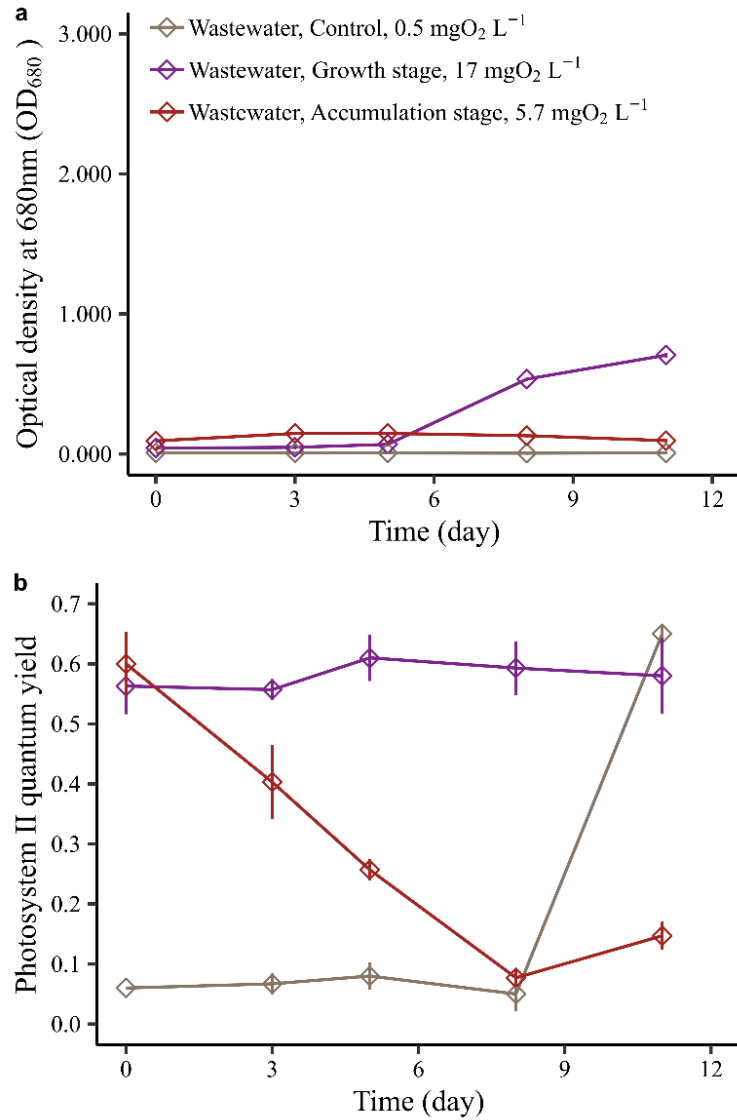 a
Optical density at 680nm (OD₆₈₀)
3.000
2.000
1.000
0.000
Wastewater, Control, 0.5 mgO₂ L⁻¹
Wastewater, Growth stage, 17 mgO₂ L⁻¹
Wastewater, Accumulation stage, 5.7 mgO₂ L⁻¹
0 3 6 9 12
Time (day)
b
Photosystem II quantum yield
0.7
0.6
0.5
0.4
0.3
0.2
0.1
0.0
0 3 6 9 12
Time (day)